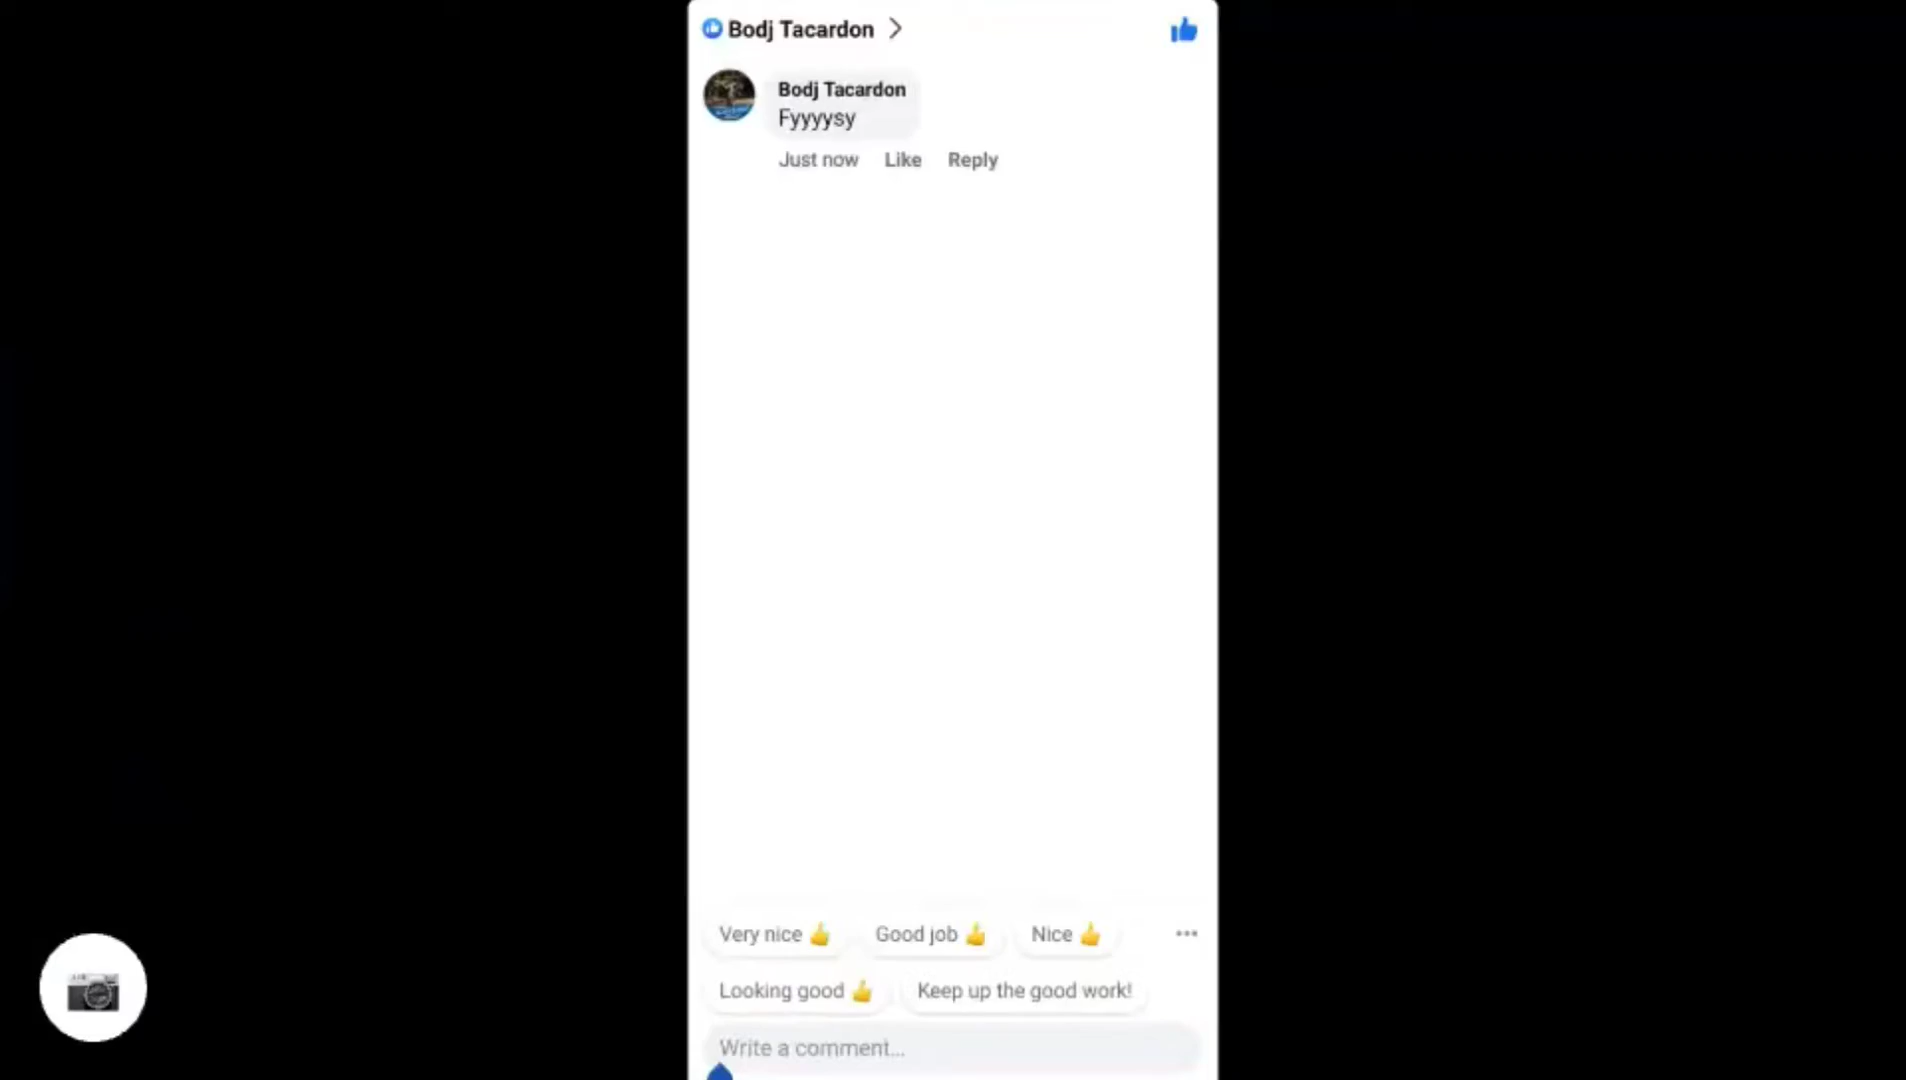 Bodj Tacardon
Bodj Tacardon
Fyyyysy
Just now Like Reply
Very nice 👍 Good job 👍 Nice 👍
Looking good 👍 Keep up the good work!
Write a comment...